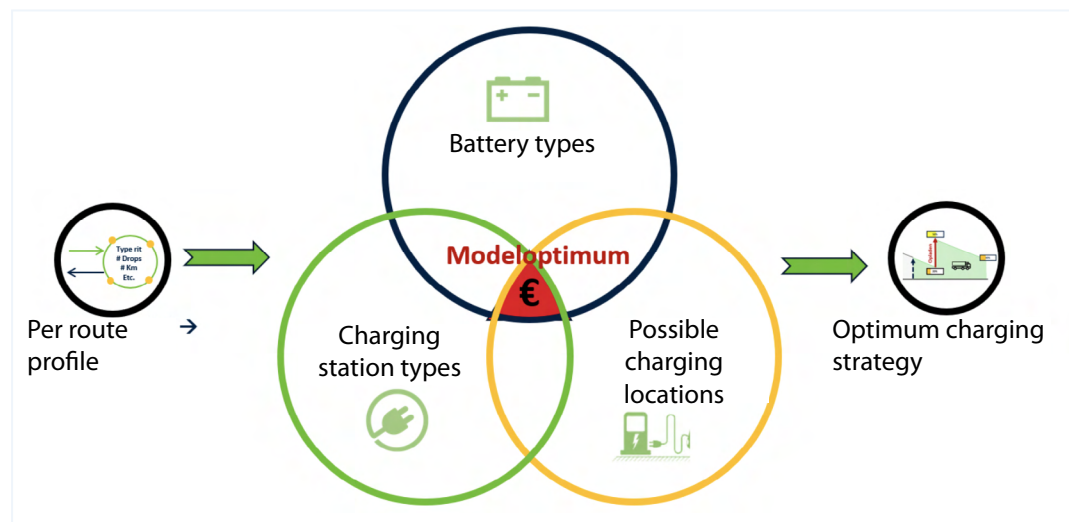 Battery types
Type rit
# Drops
# Km
Etc.
Per route
profile
Modeloptimum
€
Charging
station types
Possible
charging
locations
Opladen
Optimum charging
strategy